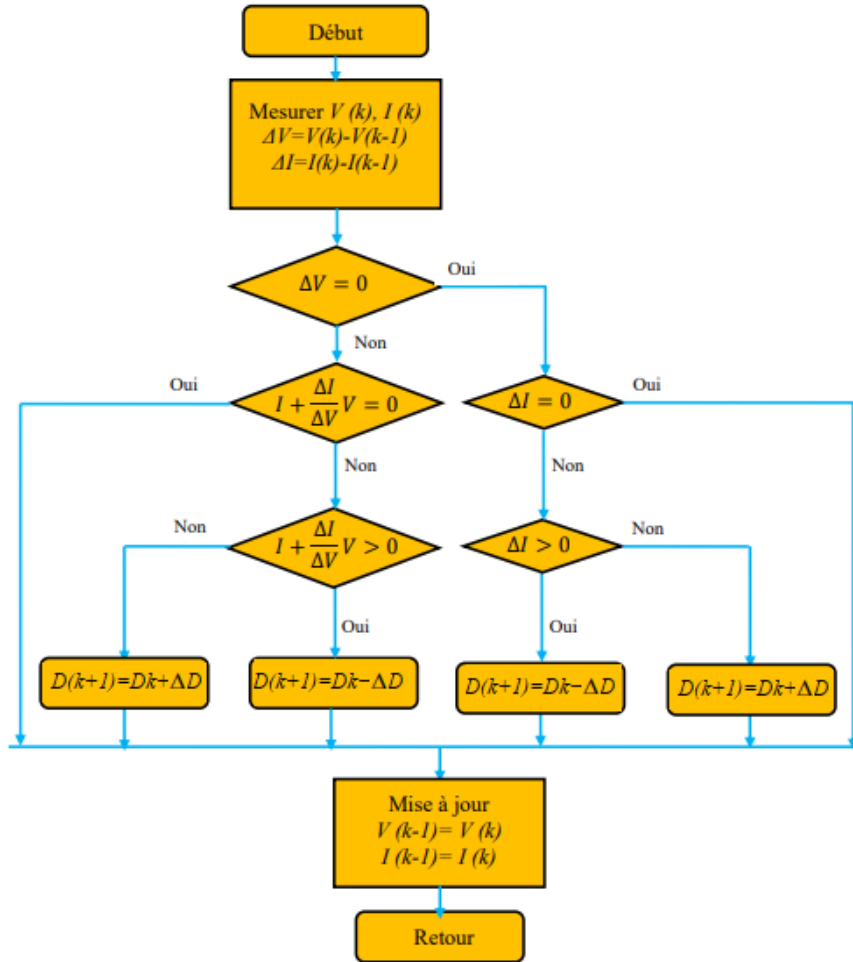 Début
Mesurer V (k), I (k)
ΔV=V(k)-V(k-1)
ΔI=I(k)-I(k-1)
ΔV = 0
Oui
Non
Oui
I + ΔI/ΔV V = 0
ΔI = 0
Oui
Non
Non
Non
I + ΔI/ΔV V > 0
ΔI > 0
Non
Oui
Oui
D(k+1)=Dk+ΔD
D(k+1)=Dk−ΔD
D(k+1)=Dk−ΔD
D(k+1)=Dk+ΔD
Mise à jour
V (k-1)= V (k)
I (k-1)= I (k)
Retour